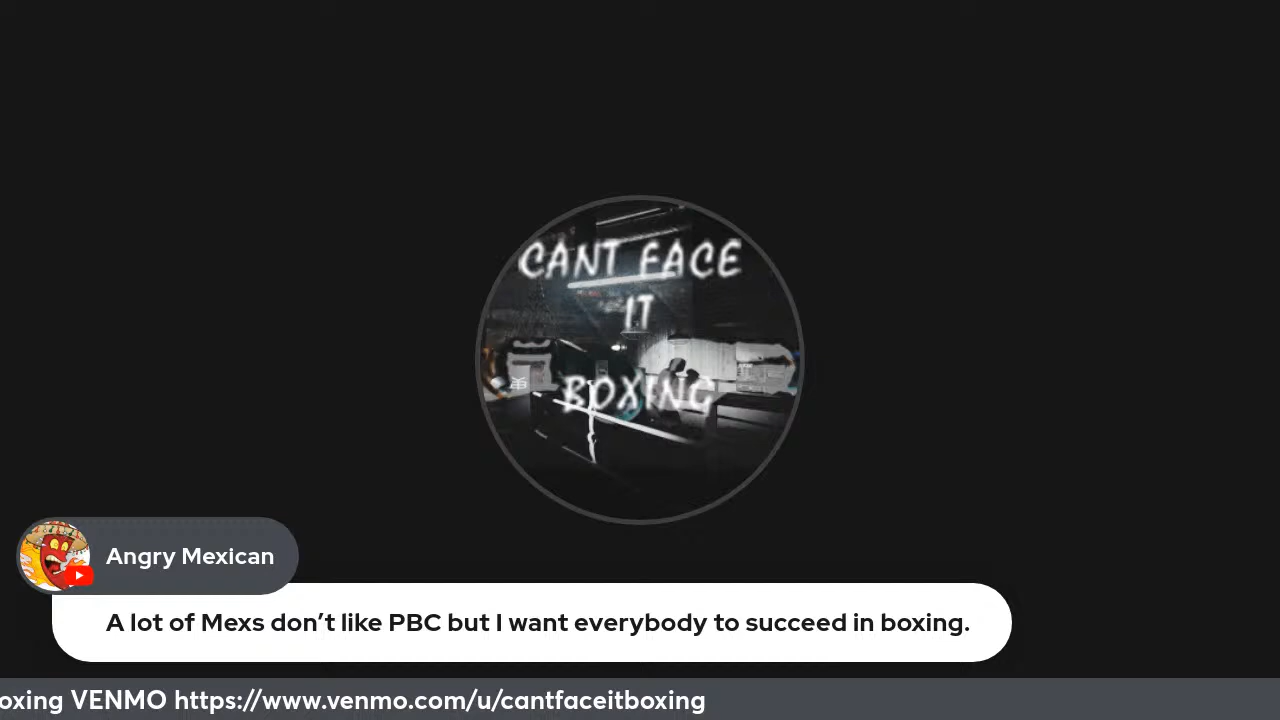 CANT FACE
IT
BOXING
Angry Mexican
A lot of Mexs don’t like PBC but I want everybody to succeed in boxing.
oxing VENMO https://www.venmo.com/u/cantfaceitboxing